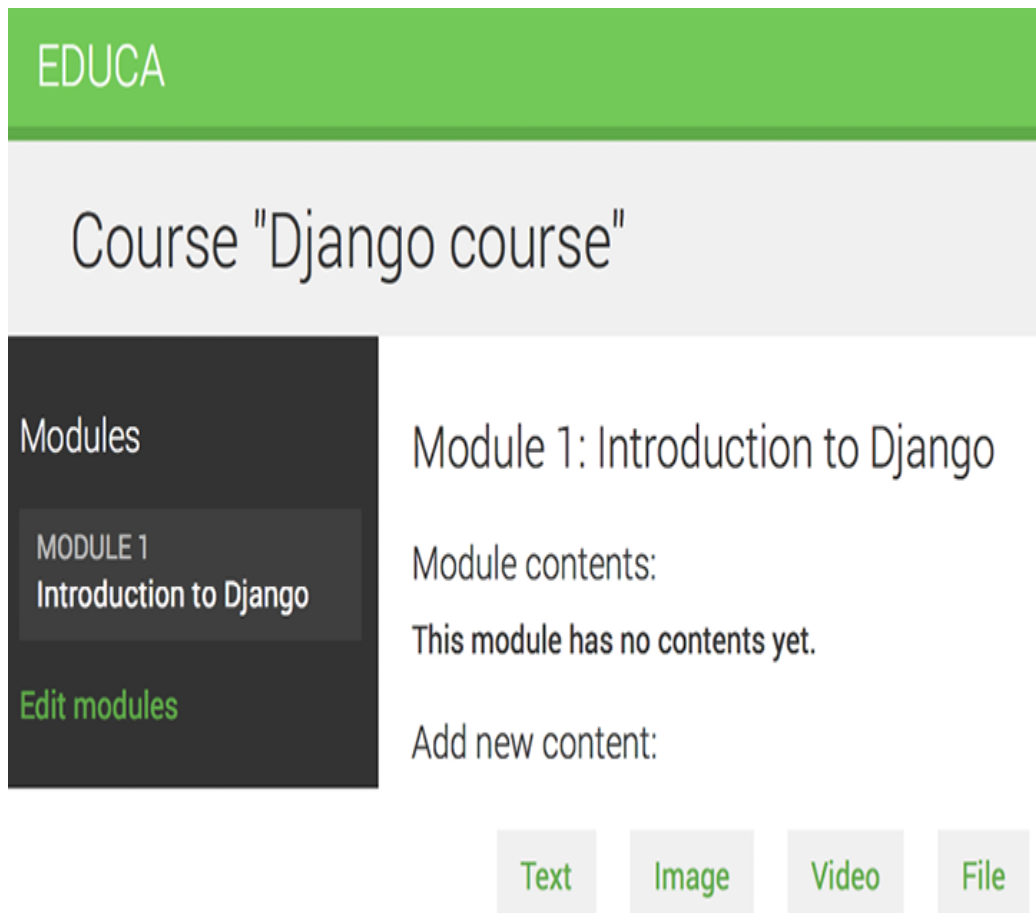 EDUCA
Course "Django course"
Modules
MODULE 1
Introduction to Django
Edit modules
Module 1: Introduction to Django
Module contents:
This module has no contents yet.
Add new content:
Text
Image
Video
File